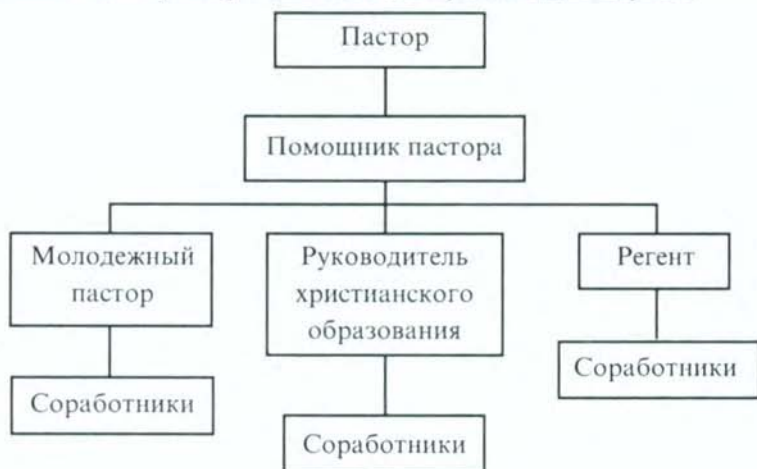 Пастор
Помощник пастора
Молодежный
пастор
Руководитель
христианского
образования
Регент
Соработники
Соработники
Соработники